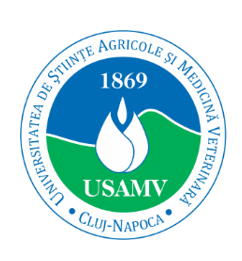 UNIVERSITATEA DE ȘTIINȚE AGRICOLE ȘI MEDICINĂ VETERINARĂ
1869
USAMV
• CLUJ-NAPOCA •